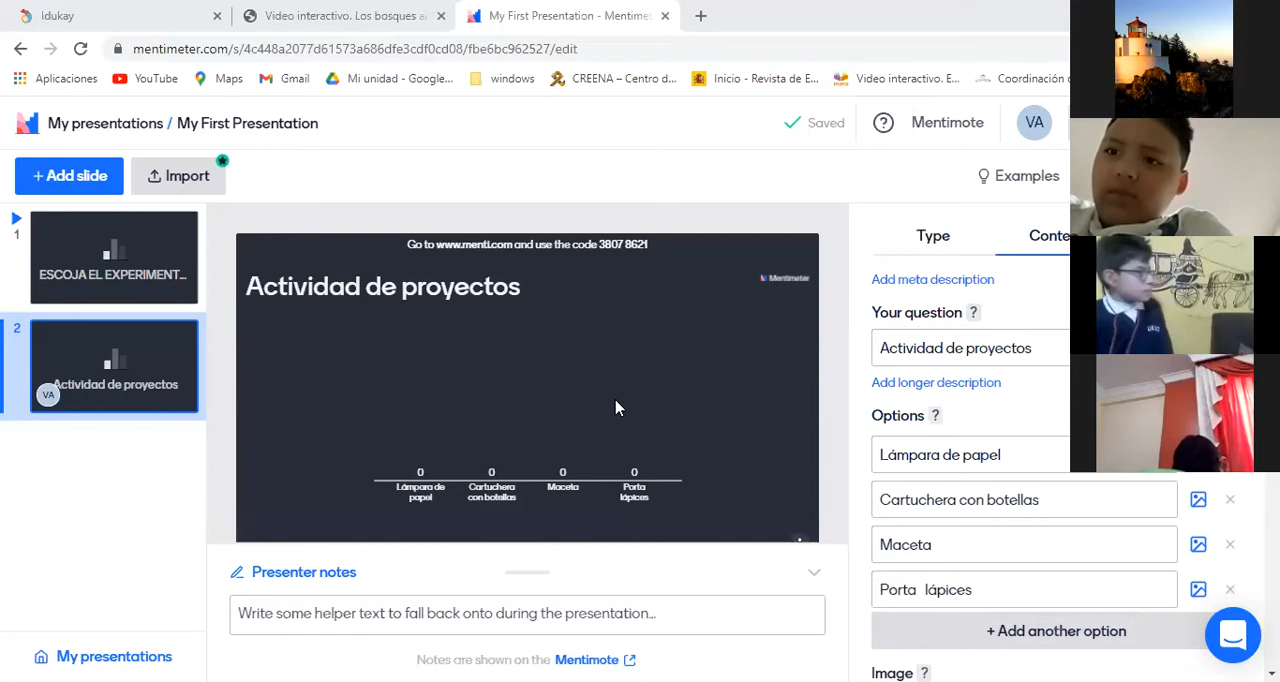 Idukay
Video interactivo. Los bosques a
My First Presentation - Mentimet
mentimeter.com/s/4c448a2077d61573a686dfe3cdf0cd08/fbe6bc962527/edit
Aplicaciones
YouTube
Maps
Gmail
Mi unidad - Google...
windows
CREENA – Centro d...
Inicio - Revista de E...
Video interactivo. E...
Coordinación
My presentations / My First Presentation
Saved
?
Mentimote
VA
+ Add slide
Import
Examples
1
ESCOJA EL EXPERIMENT...
2
Actividad de proyectos
VA
My presentations
Go to www.menti.com and use the code 3807 8621
Actividad de proyectos
Mentimeter
0 0 0 0
Lámpara de papel
Cartuchera con botellas
Maceta
Porta lápices
Presenter notes
Write some helper text to fall back onto during the presentation...
Notes are shown on the Mentimote
Type
Conte
Add meta description
Your question ?
Actividad de proyectos
Add longer description
Options ?
Lámpara de papel
Cartuchera con botellas
Maceta
Porta lápices
+ Add another option
Image ?